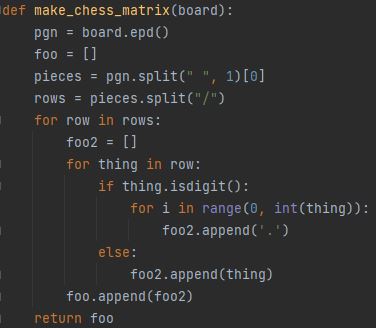 def make_chess_matrix(board):
    pgn = board.epd()
    foo = []
    pieces = pgn.split(" ", 1)[0]
    rows = pieces.split("/")
    for row in rows:
        foo2 = []
        for thing in row:
            if thing.isdigit():
                for i in range(0, int(thing)):
                    foo2.append('.')
            else:
                foo2.append(thing)
        foo.append(foo2)
    return foo